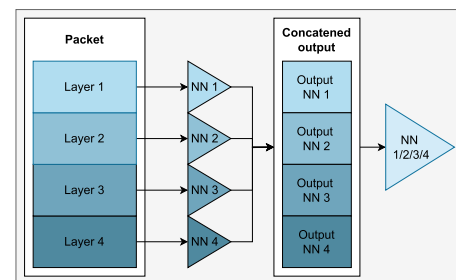 Packet
Concatened
output
Layer 1
NN 1
Output
NN 1
Layer 2
NN 2
Output
NN 2
NN
1/2/3/4
Layer 3
NN 3
Output
NN 3
Layer 4
NN 4
Output
NN 4